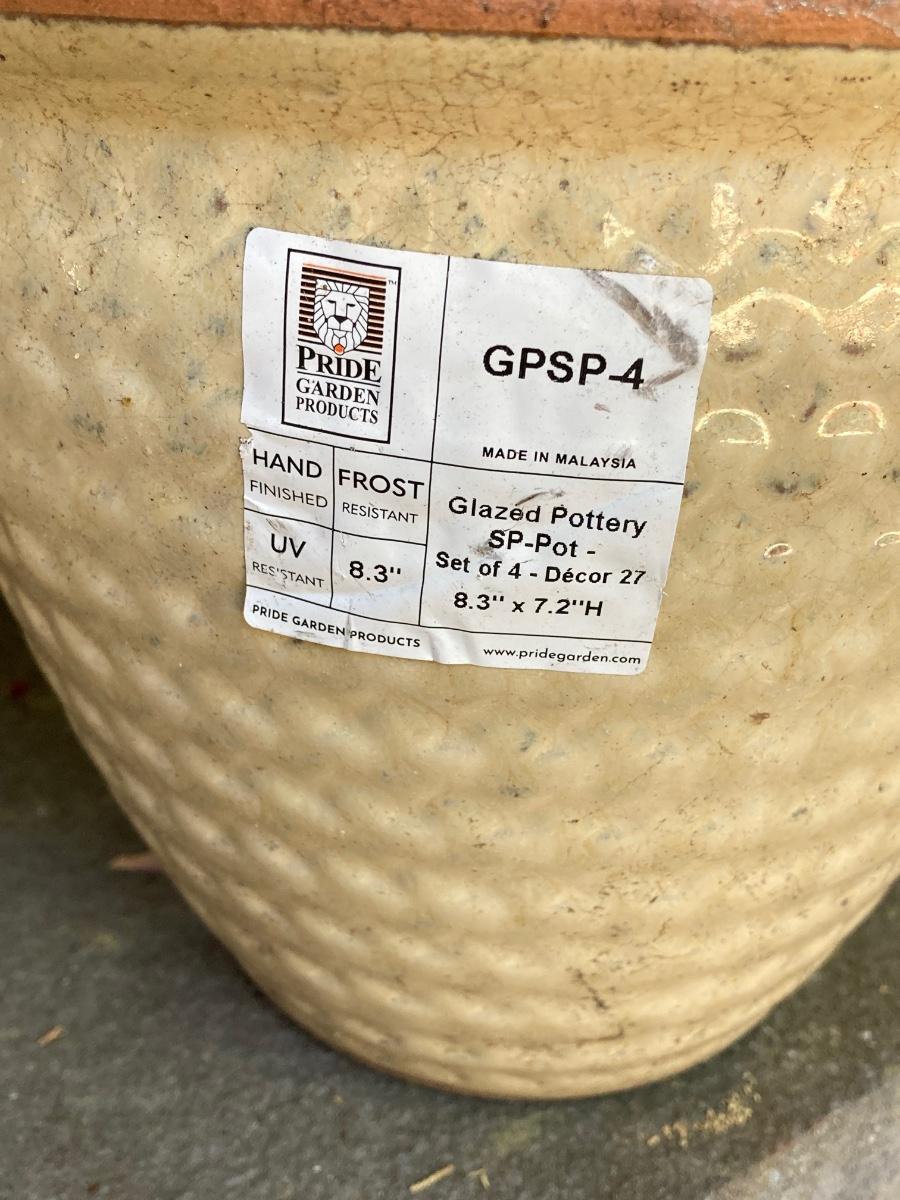 PRIDE
GARDEN
PRODUCTS
™
GPSP-4
MADE IN MALAYSIA
HAND
FINISHED
FROST
RESISTANT
UV
RESISTANT
8.3"
Glazed Pottery
SP-Pot -
Set of 4 - Décor 27
8.3" x 7.2"H
PRIDE GARDEN PRODUCTS
www.pridegarden.com